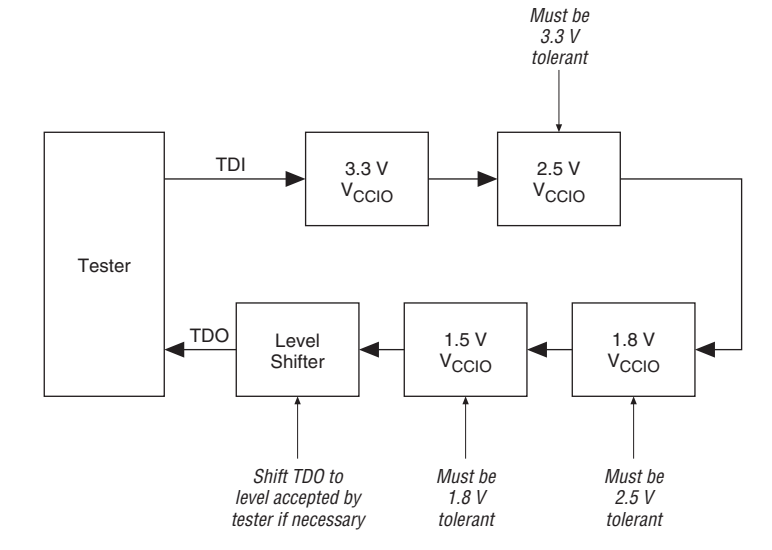 Must be
3.3 V
tolerant
TDI
3.3 V
VCCIO
2.5 V
VCCIO
Tester
TDO
Level
Shifter
1.5 V
VCCIO
1.8 V
VCCIO
Shift TDO to
level accepted by
tester if necessary
Must be
1.8 V
tolerant
Must be
2.5 V
tolerant